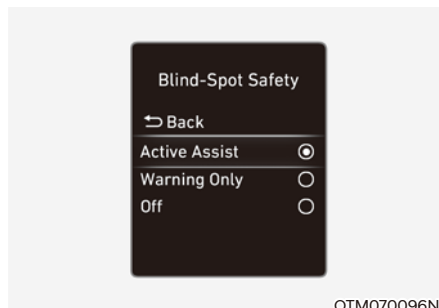 Blind-Spot Safety
Back
Active Assist
Warning Only
Off
OTM070096N